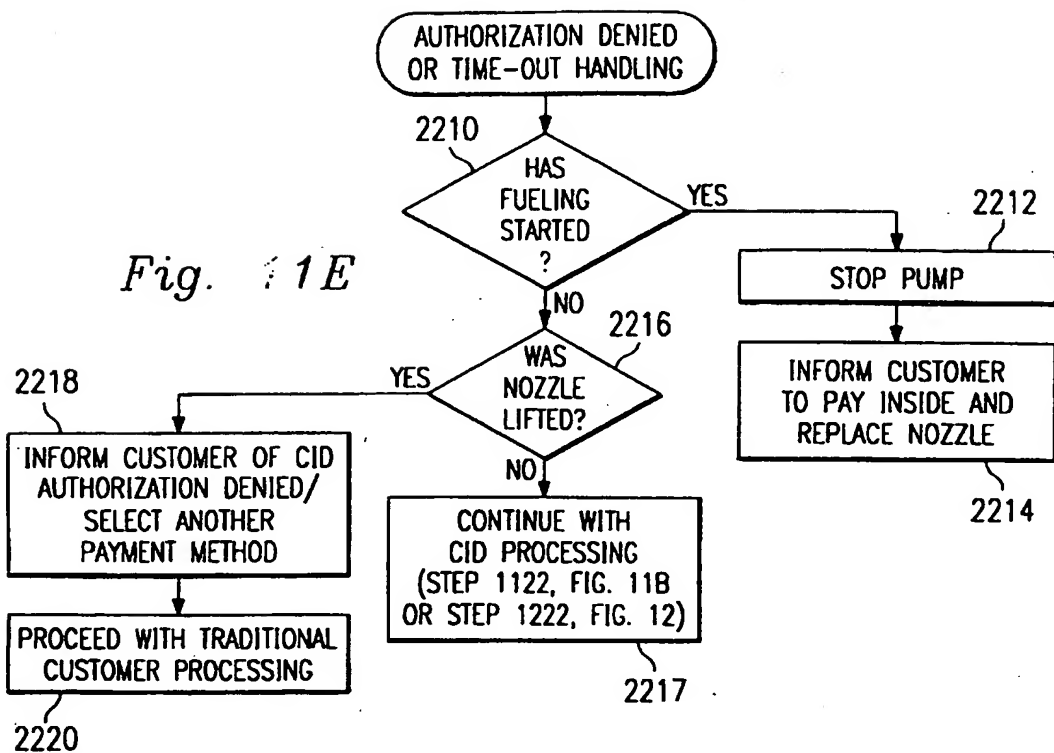 AUTHORIZATION DENIED
OR TIME-OUT HANDLING
2210
HAS
FUELING
STARTED
?
YES
2212
STOP PUMP
Fig. 1E
NO
2216
WAS
NOZZLE
LIFTED?
YES
2218
INFORM CUSTOMER
TO PAY INSIDE AND
REPLACE NOZZLE
2214
INFORM CUSTOMER OF CID
AUTHORIZATION DENIED/
SELECT ANOTHER
PAYMENT METHOD
NO
CONTINUE WITH
CID PROCESSING
(STEP 1122, FIG. 11B
OR STEP 1222, FIG. 12)
2217
PROCEED WITH TRADITIONAL
CUSTOMER PROCESSING
2220